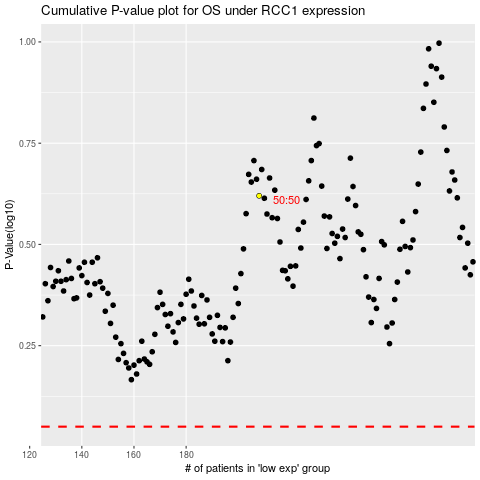 Cumulative P-value plot for OS under RCC1 expression
P-Value(log10)
1.00
0.75
0.50
0.25
50:50
120 140 160 180
# of patients in 'low exp' group